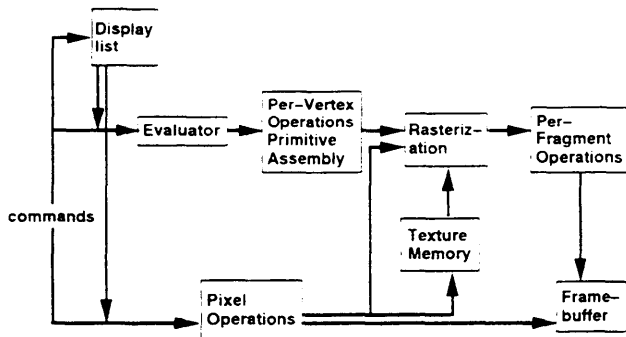 Display
list
Evaluator
Per-Vertex
Operations
Primitive
Assembly
Rasteriz-
ation
Per-
Fragment
Operations
commands
Texture
Memory
Pixel
Operations
Frame-
buffer